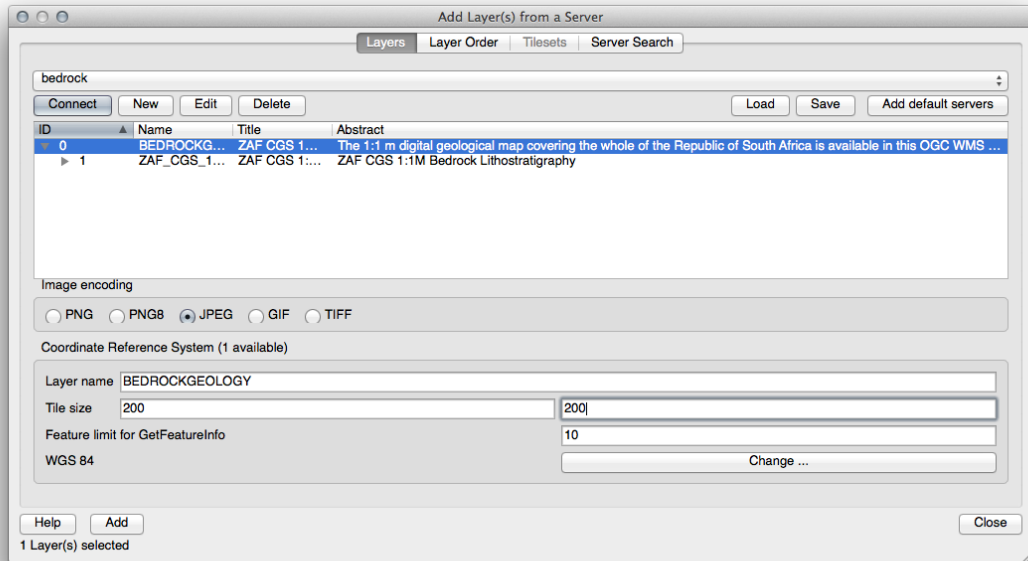 Add Layer(s) from a Server
Layers Layer Order Tilesets Server Search
bedrock
Connect New Edit Delete Load Save Add default servers
ID Name Title Abstract
0 BEDROCKG... ZAF CGS 1... The 1:1 m digital geological map covering the whole of the Republic of South Africa is available in this OGC WMS ...
1 ZAF_CGS_1... ZAF CGS 1:... ZAF CGS 1:1M Bedrock Lithostratigraphy
Image encoding
PNG PNG8 JPEG GIF TIFF
Coordinate Reference System (1 available)
Layer name BEDROCKGEOLOGY
Tile size 200 200
Feature limit for GetFeatureInfo 10
WGS 84 Change ...
Help Add Close
1 Layer(s) selected